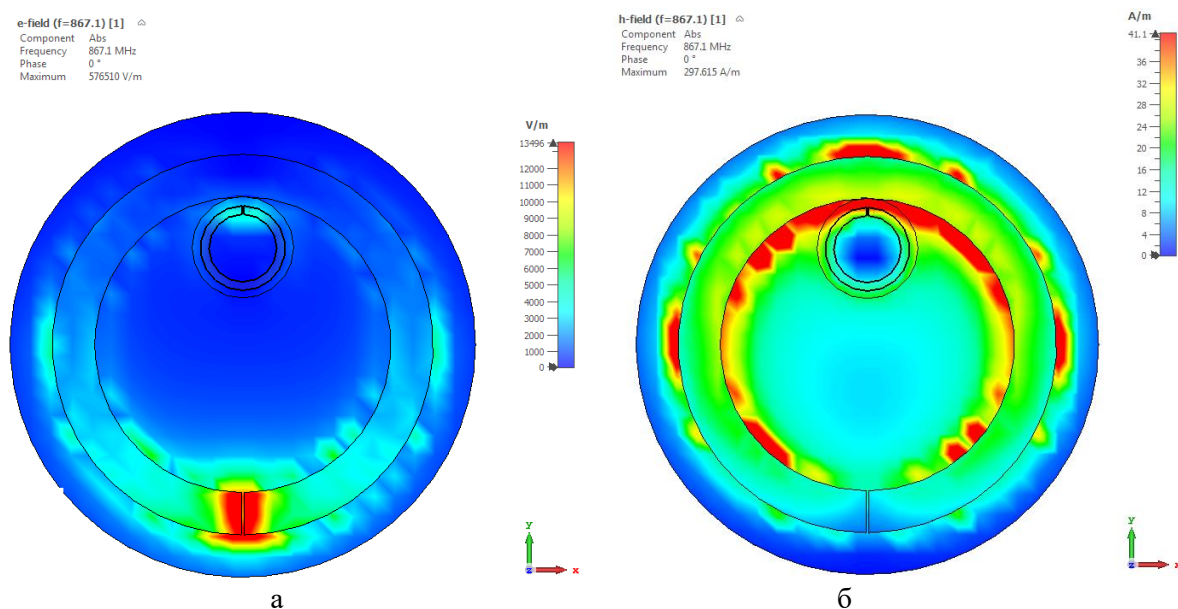 e-field (f=867.1) [1]
Component Abs
Frequency 867.1 MHz
Phase 0°
Maximum 576510 V/m
V/m
13496
12000
11000
10000
9000
8000
7000
6000
5000
4000
3000
2000
1000
0
y
z
x
а
h-field (f=867.1) [1]
Component Abs
Frequency 867.1 MHz
Phase 0°
Maximum 297.615 A/m
A/m
41.1
36
32
28
24
20
16
12
8
4
0
y
z
x
б